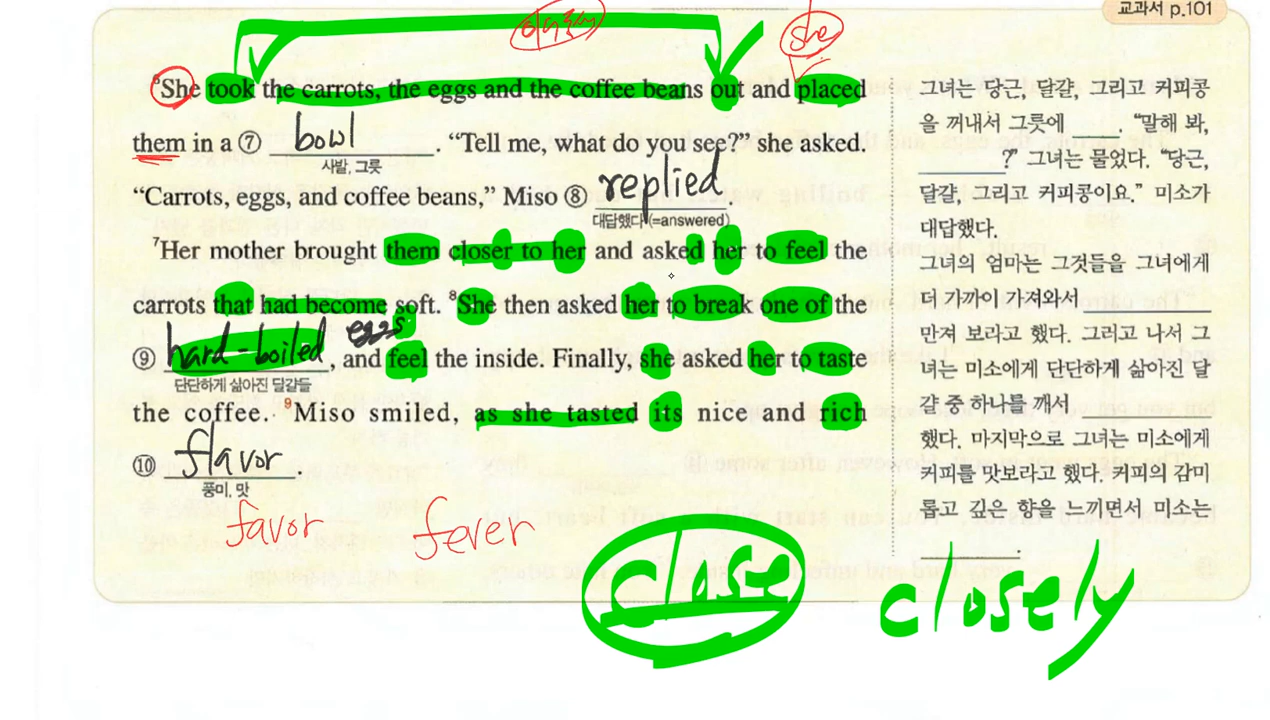 교과서 p.101
she
⁶She took the carrots, the eggs and the coffee beans out and placed
them in a ⑦ bowl . “Tell me, what do you see?” she asked.
사발, 그릇
“Carrots, eggs, and coffee beans,” Miso ⑧ replied
대답했다(=answered)
⁷Her mother brought them closer to her and asked her to feel the
carrots that had become soft. ⁸She then asked her to break one of the
⑨ hard-boiled eggs, and feel the inside. Finally, she asked her to taste
단단하게 삶아진 달걀들
the coffee. ⁹Miso smiled, as she tasted its nice and rich
⑩ flavor
풍미, 맛
favor fever
close closely
그녀는 당근, 달걀, 그리고 커피콩
을 꺼내서 그릇에 ______. “말해 봐,
______?” 그녀는 물었다. “당근,
달걀, 그리고 커피콩이요.” 미소가
대답했다.
그녀의 엄마는 그것들을 그녀에게
더 가까이 가져와서 ______
만져 보라고 했다. 그리고 나서 그
녀는 미소에게 단단하게 삶아진 달
걀 중 하나를 깨서 ______
했다. 마지막으로 그녀는 미소에게
커피를 맛보라고 했다. 커피의 감미
롭고 깊은 향을 느끼면서 미소는
______